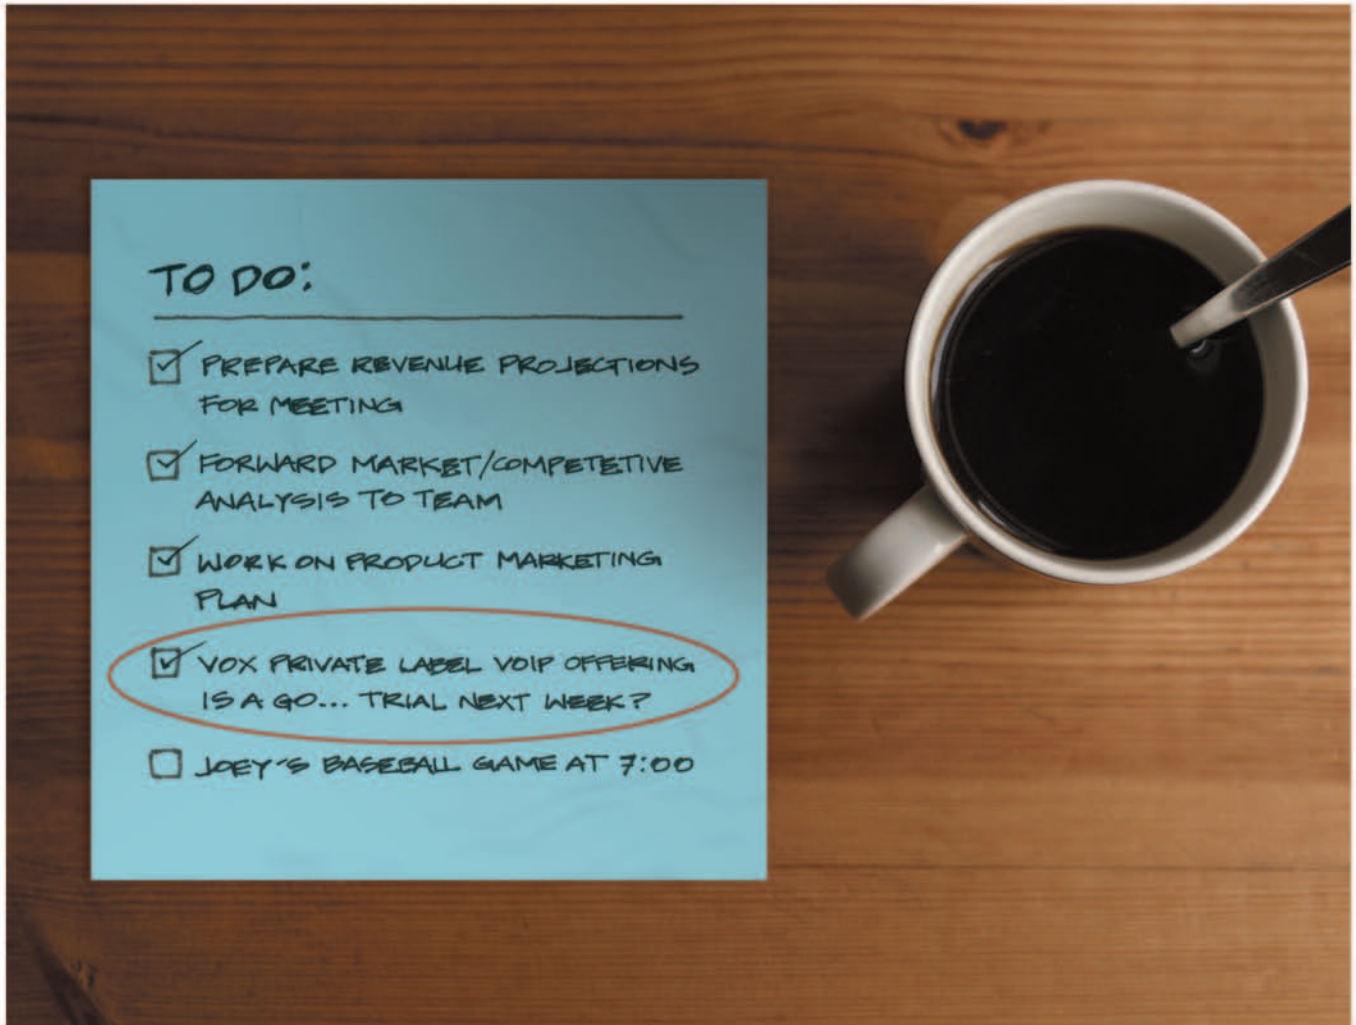 TO DO:
PREPARE REVENUE PROJECTIONS
FOR MEETING
FORWARD MARKET/COMPETETIVE
ANALYSIS TO TEAM
WORK ON PRODUCT MARKETING
PLAN
VOX PRIVATE LABEL VOIP OFFERING
IS A GO... TRIAL NEXT WEEK?
JOEY'S BASEBALL GAME AT 7:00